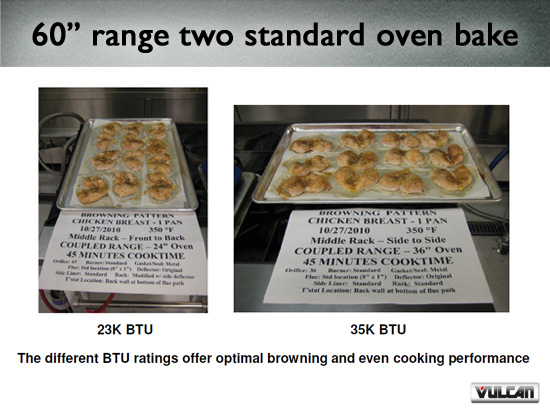 60” range two standard oven bake
BROWNING PATTERN
CHICKEN BREAST - 1 PAN
10/27/2010 350 °F
Middle Rack – Front to Back
COUPLED RANGE – 24" Oven
45 MINUTES COOKTIME
Orifice: 43 Burner: Standard Gasket/Seal: Metal
Flue: Std location (8" x 1") Deflector: Original
Side Liner: Standard Rack: Modified w/ side deflector
T'stat Location: Back wall at bottom of flue path
BROWNING PATTERN
CHICKEN BREAST - 1 PAN
10/27/2010 350 °F
Middle Rack – Side to Side
COUPLED RANGE – 36" Oven
45 MINUTES COOKTIME
Orifice: 36 Burner: Standard Gasket/Seal: Metal
Flue: Std location (8" x 1") Deflector: Original
Side Liner: Standard Rack: Standard
T'stat Location: Back wall at bottom of flue path
23K BTU
35K BTU
The different BTU ratings offer optimal browning and even cooking performance
VULCAN